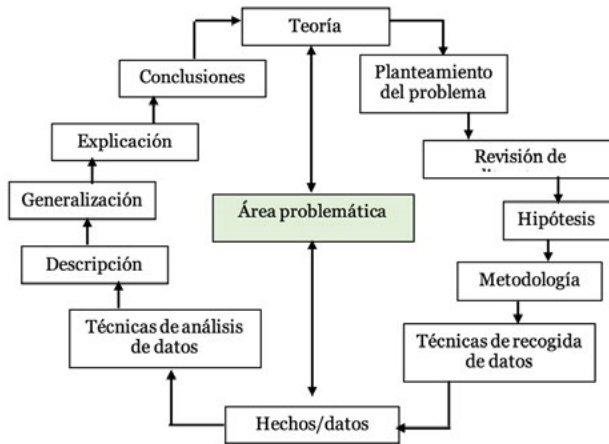 Teoría
Planteamiento
del problema
Revisión de
Hipótesis
Metodología
Técnicas de recogida
de datos
Hechos/datos
Técnicas de análisis
de datos
Descripción
Generalización
Explicación
Conclusiones
Área problemática